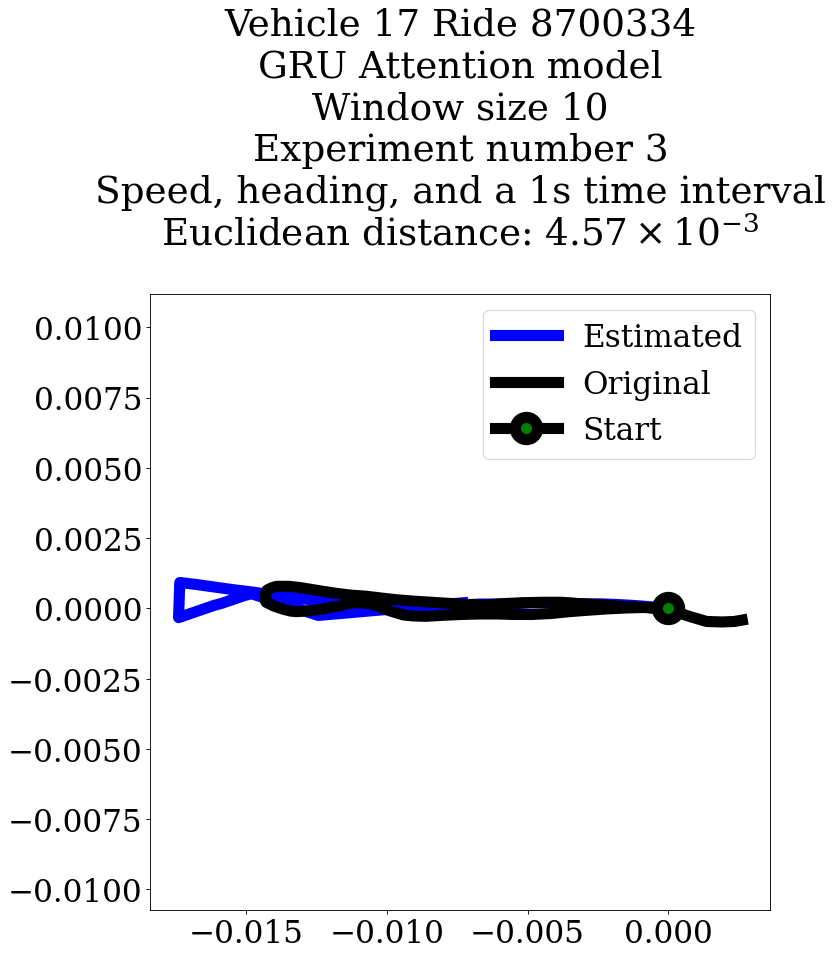 Vehicle 17 Ride 8700334
GRU Attention model
Window size 10
Experiment number 3
Speed, heading, and a 1s time interval
Euclidean distance: 4.57 × 10⁻³
Estimated
Original
Start
0.0100
0.0075
0.0050
0.0025
0.0000
−0.0025
−0.0050
−0.0075
−0.0100
−0.015 −0.010 −0.005 0.000